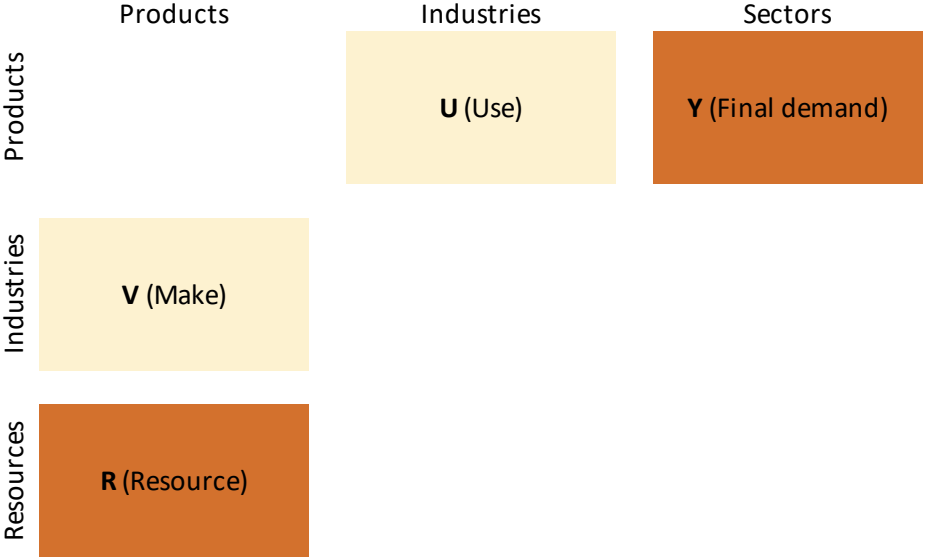 Products Industries Sectors
Products
U (Use)
Y (Final demand)
Industries
V (Make)
Resources
R (Resource)